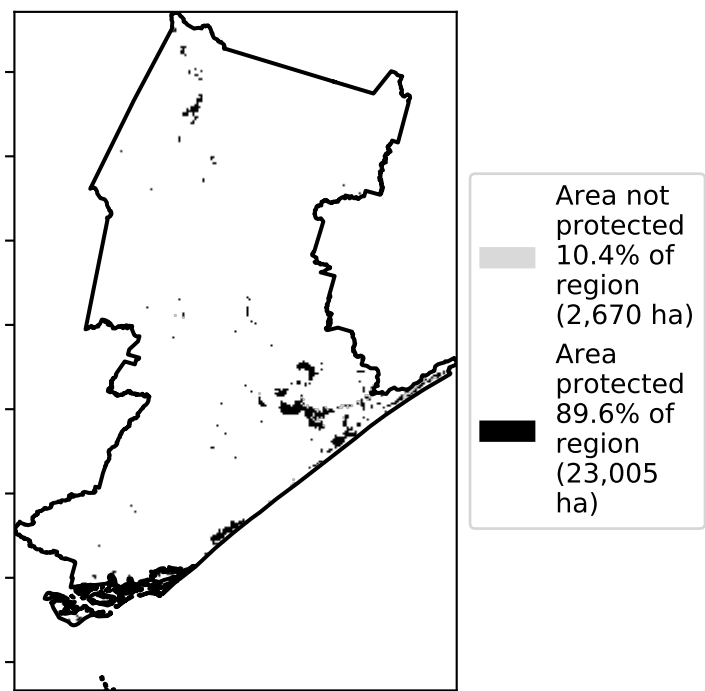 Area not
protected
10.4% of
region
(2,670 ha)
Area
protected
89.6% of
region
(23,005
ha)